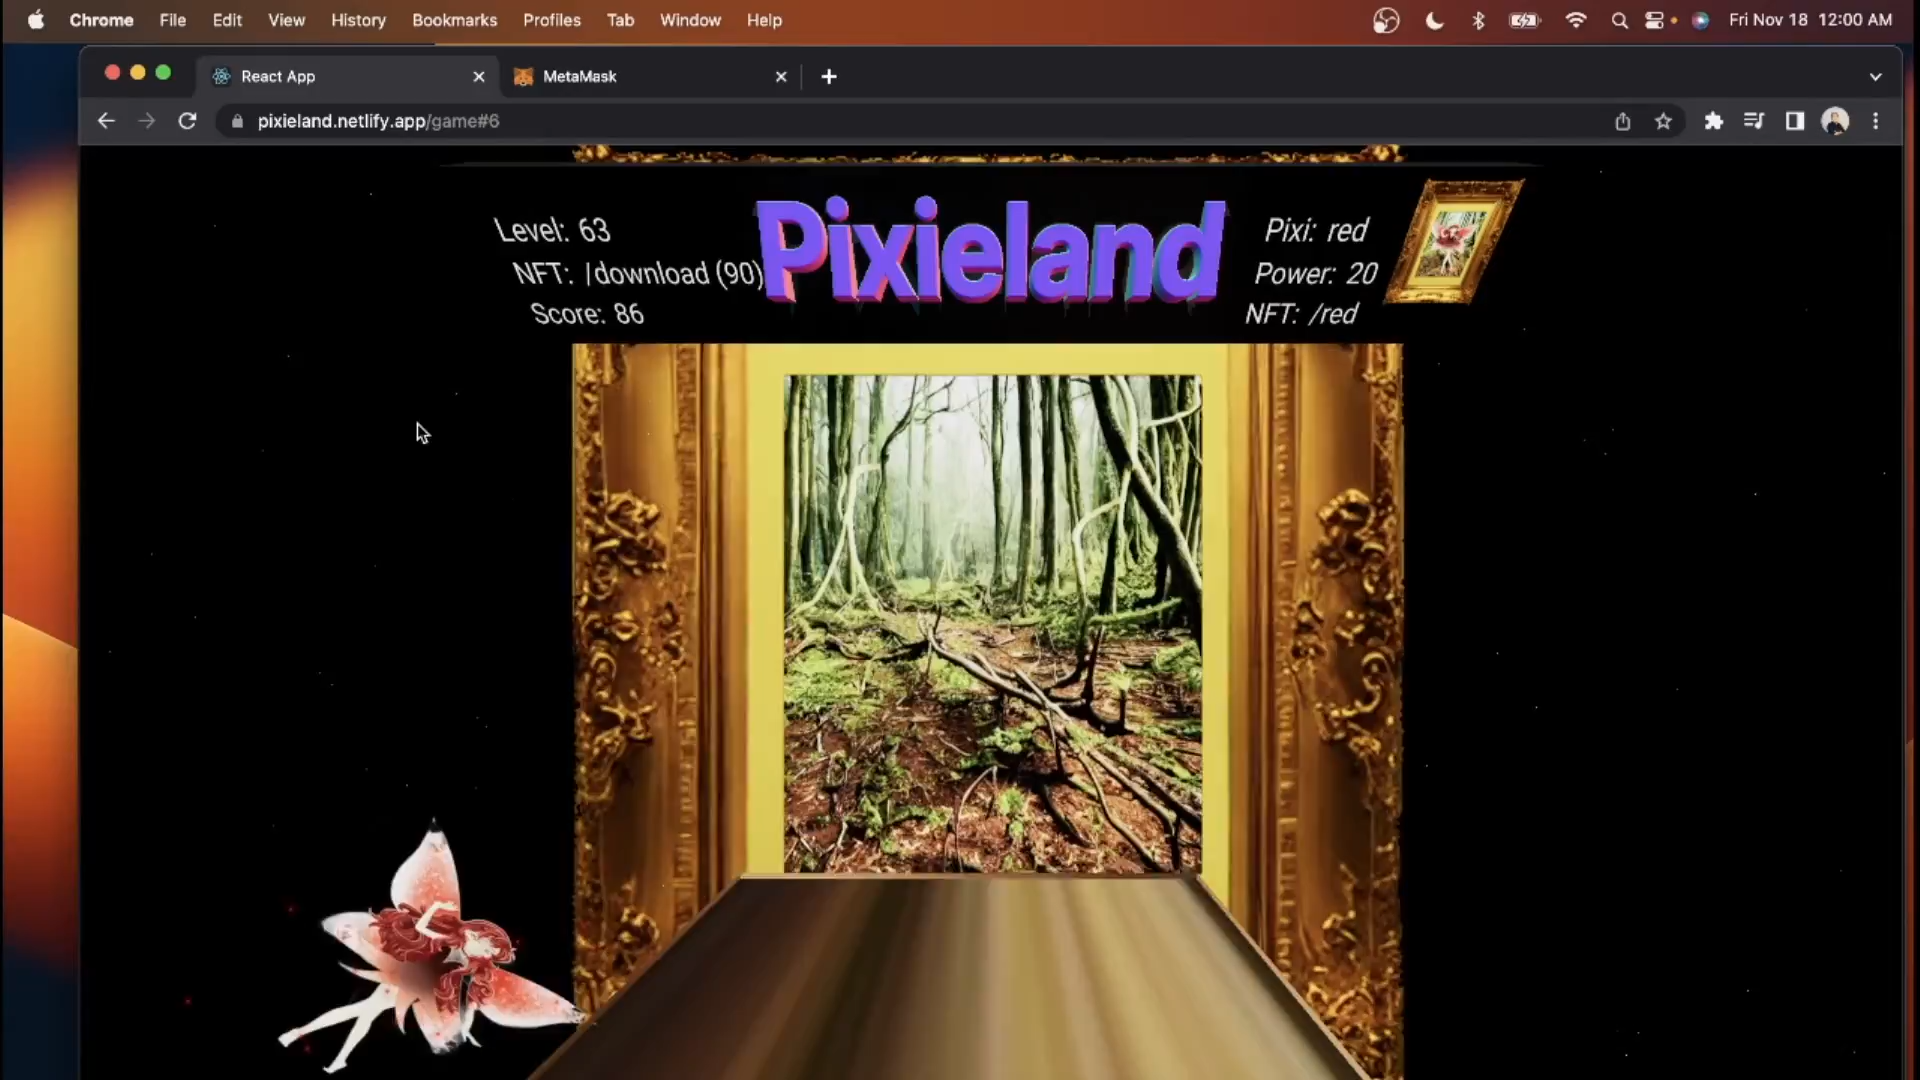 Chrome File Edit View History Bookmarks Profiles Tab Window Help Fri Nov 18 12:00 AM
React App MetaMask
pixieland.netlify.app/game#6
Level: 63
NFT: /download (90)
Score: 86
Pixieland
Pixi: red
Power: 20
NFT: /red